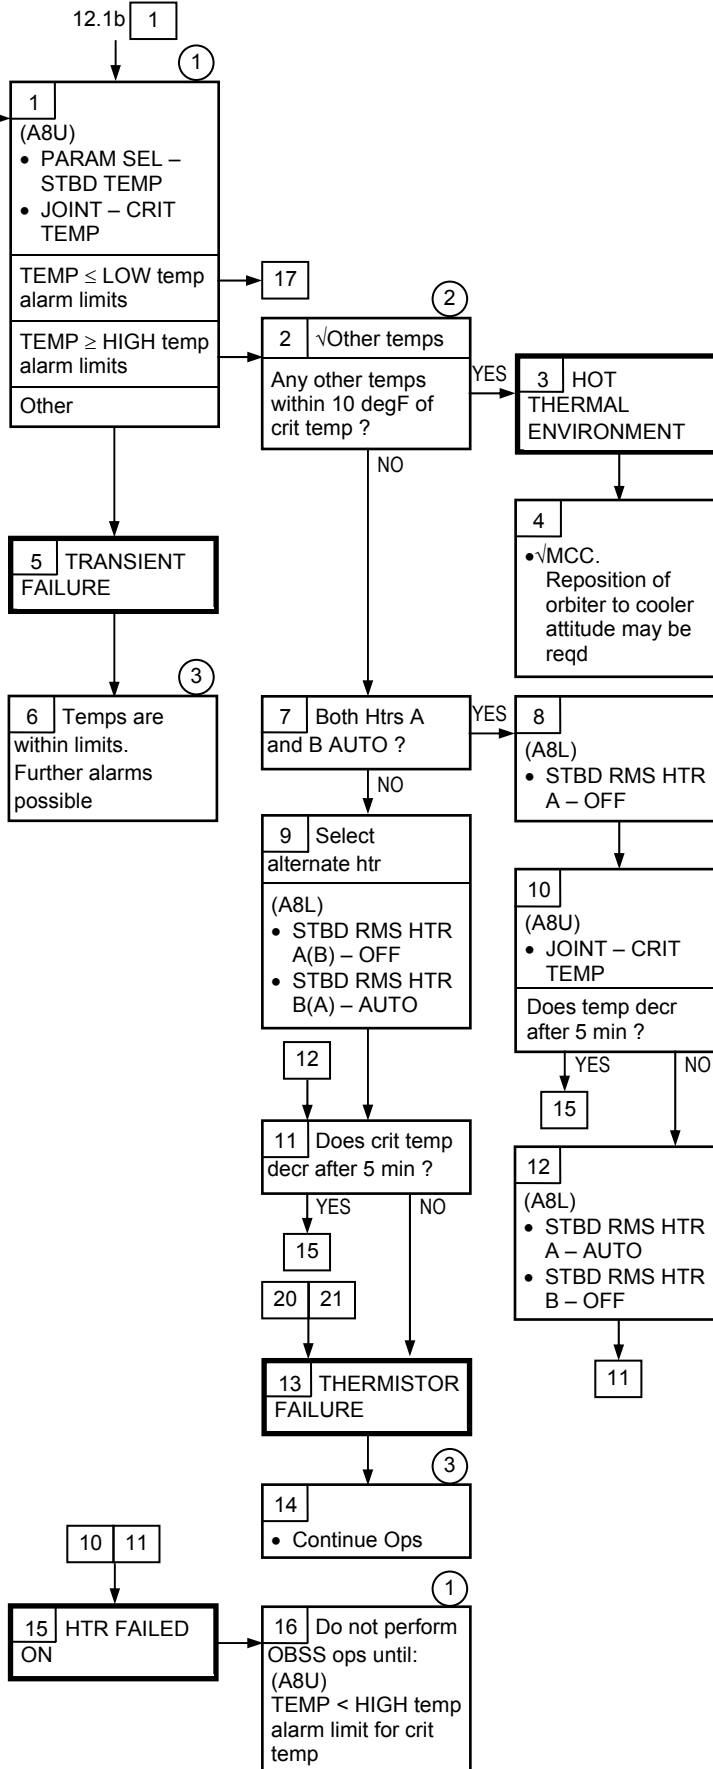 12.1b 1
1
1
(A8U)
• PARAM SEL –
STBD TEMP
• JOINT – CRIT
TEMP
TEMP ≤ LOW temp
alarm limits
17
TEMP ≥ HIGH temp
alarm limits
Other
2
2 √Other temps
Any other temps
within 10 degF of
crit temp ?
YES
NO
3 HOT
THERMAL
ENVIRONMENT
4
•√MCC.
Reposition of
orbiter to cooler
attitude may be
reqd
5 TRANSIENT
FAILURE
3
6 Temps are
within limits.
Further alarms
possible
7 Both Htrs A
and B AUTO ?
YES
NO
8
(A8L)
• STBD RMS HTR
A – OFF
9 Select
alternate htr
(A8L)
• STBD RMS HTR
A(B) – OFF
• STBD RMS HTR
B(A) – AUTO
10
(A8U)
• JOINT – CRIT
TEMP
Does temp decr
after 5 min ?
YES NO
15
12
11 Does crit temp
decr after 5 min ?
YES NO
15
12
(A8L)
• STBD RMS HTR
A – AUTO
• STBD RMS HTR
B – OFF
11
20 21
13 THERMISTOR
FAILURE
3
14
• Continue Ops
10 11
15 HTR FAILED
ON
1
16 Do not perform
OBSS ops until:
(A8U)
TEMP < HIGH temp
alarm limit for crit
temp